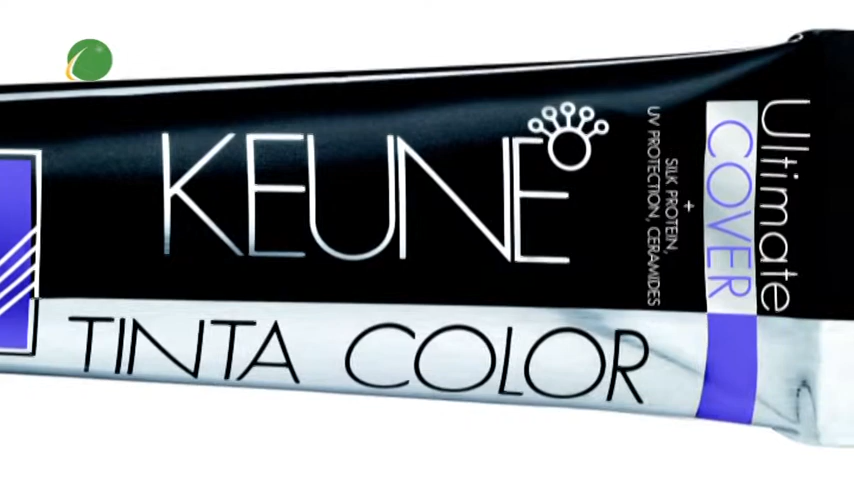 KEUNE
TINTA COLOR
UV PROTECTION, CERAMIDES
+
SILK PROTEIN,
Ultimate
COVER